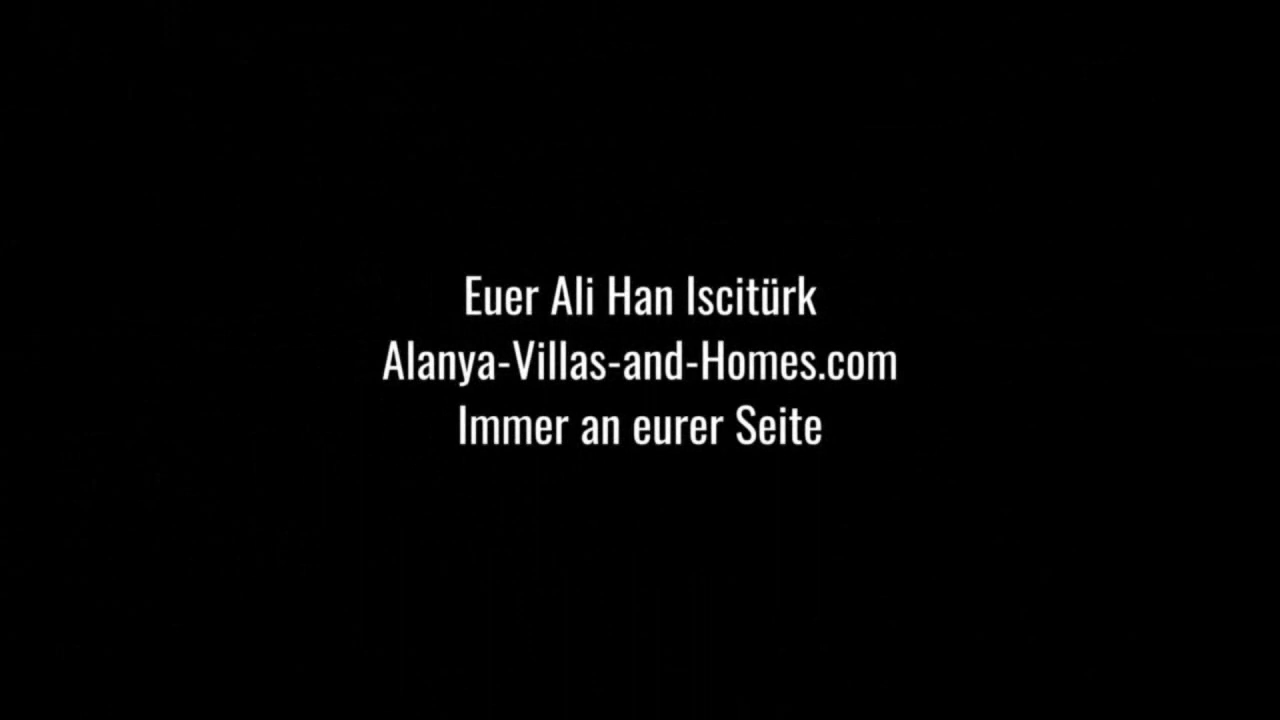 Euer Ali Han Iscitürk
Alanya-Villas-and-Homes.com
Immer an eurer Seite